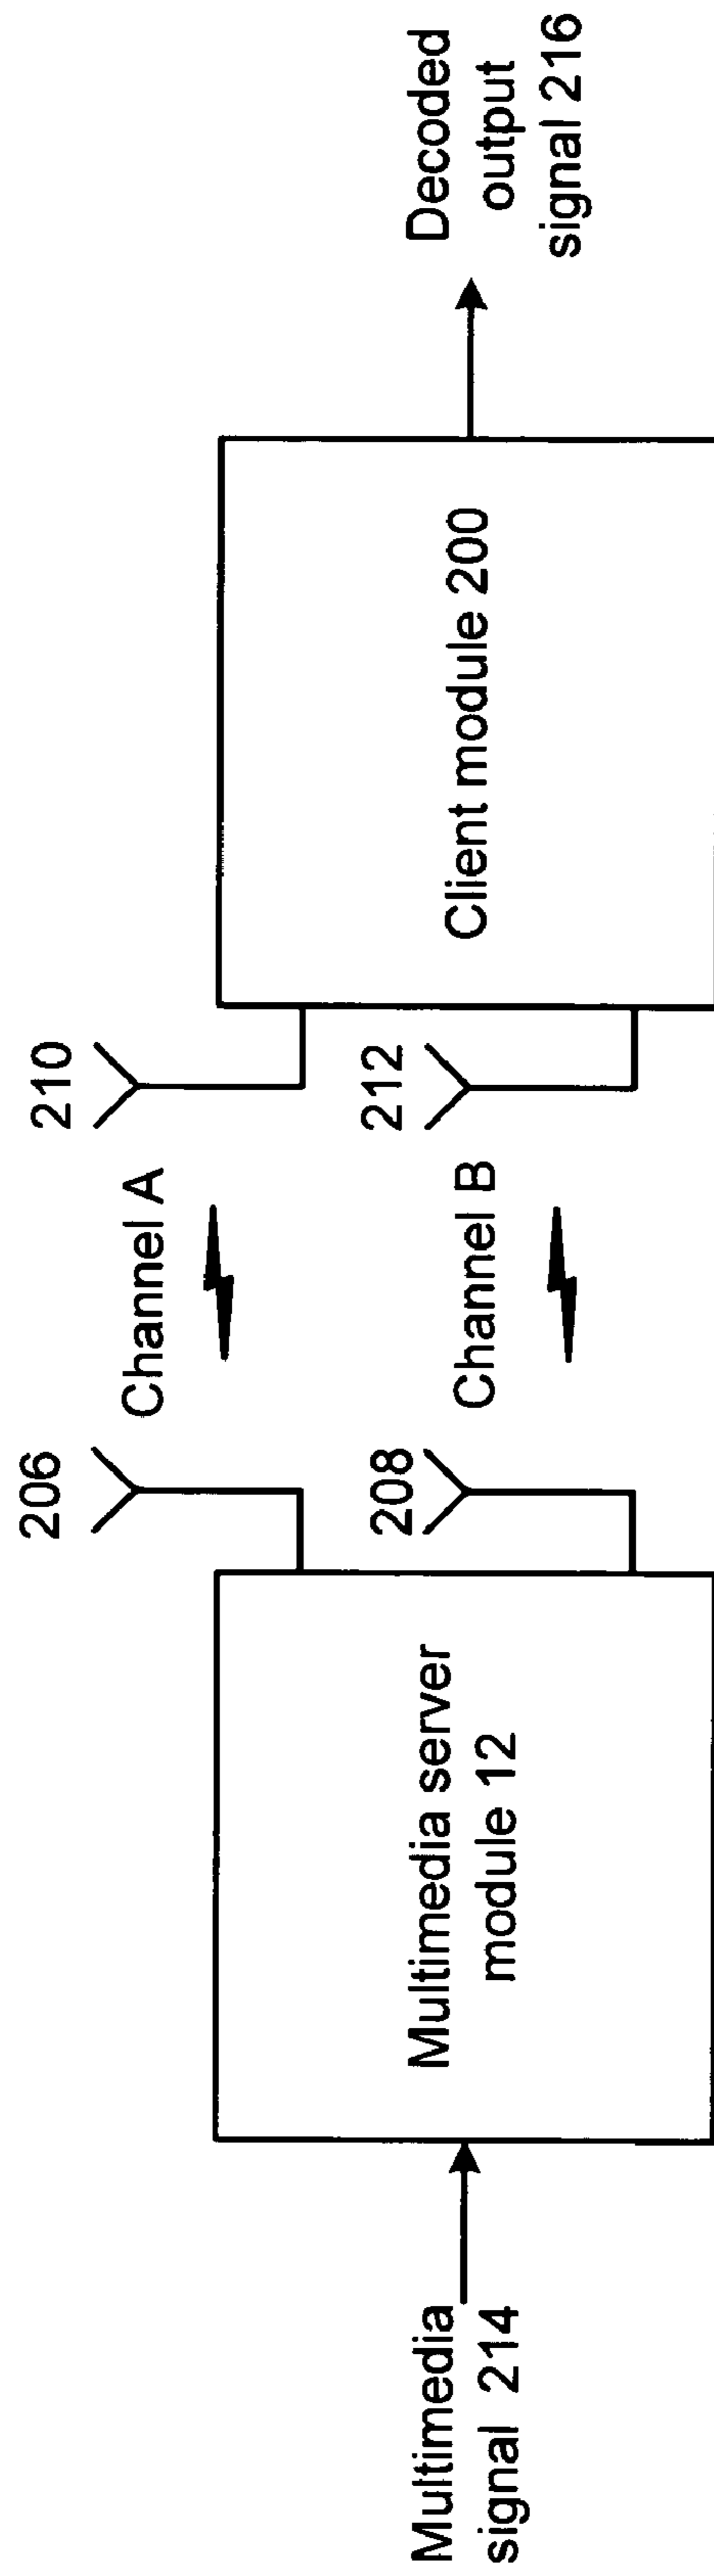 Multimedia
signal 214
Multimedia server
module 12
206
Channel A
210
208
Channel B
212
Client module 200
Decoded
output
signal 216